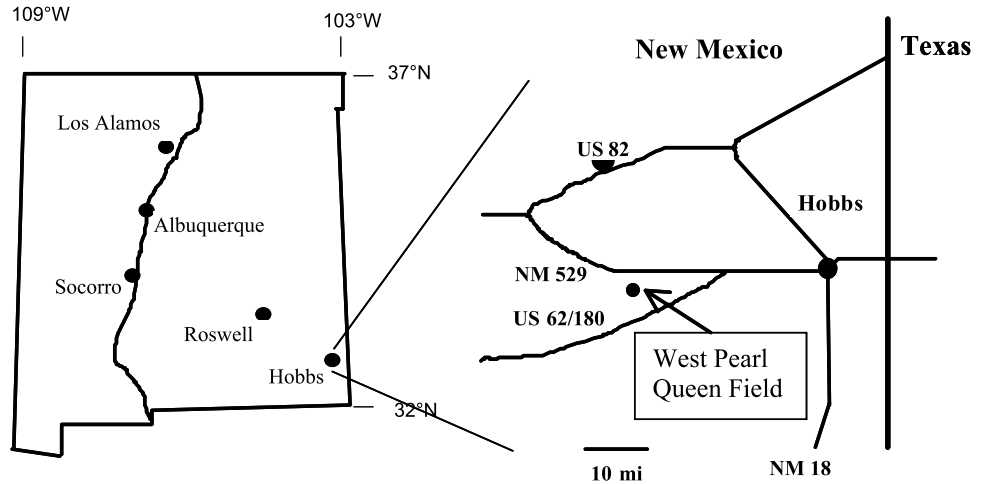 109°W
103°W
37°N
Los Alamos
Albuquerque
Socorro
Roswell
Hobbs
32°N
New Mexico
Texas
US 82
Hobbs
NM 529
US 62/180
West Pearl
Queen Field
10 mi
NM 18